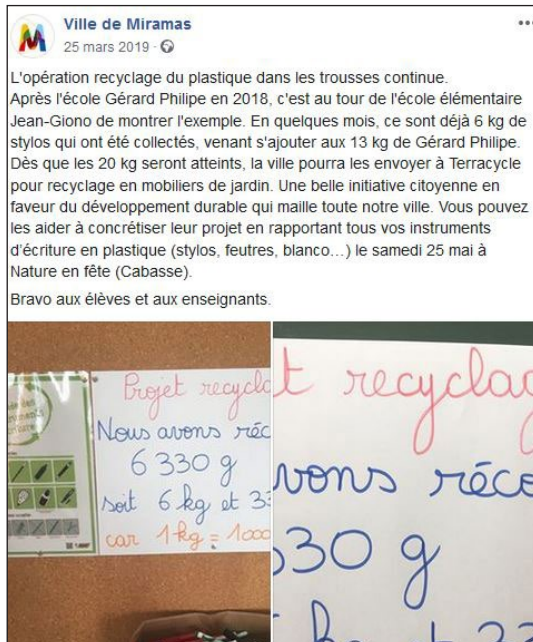 Ville de Miramas
25 mars 2019
L'opération recyclage du plastique dans les trousses continue.
Après l'école Gérard Philipe en 2018, c'est au tour de l'école élémentaire
Jean-Giono de montrer l'exemple. En quelques mois, ce sont déjà 6 kg de
stylos qui ont été collectés, venant s'ajouter aux 13 kg de Gérard Philipe.
Dès que les 20 kg seront atteints, la ville pourra les envoyer à Terracycle
pour recyclage en mobiliers de jardin. Une belle initiative citoyenne en
faveur du développement durable qui maille toute notre ville. Vous pouvez
les aider à concrétiser leur projet en rapportant tous vos instruments
d'écriture en plastique (stylos, feutres, blanco…) le samedi 25 mai à
Nature en fête (Cabasse).
Bravo aux élèves et aux enseignants.
Projet recycla
Nous avons réc
6 330 g
soit 6 kg et 33
car 1 kg = 1000
t recyclag
vons réco
30 g